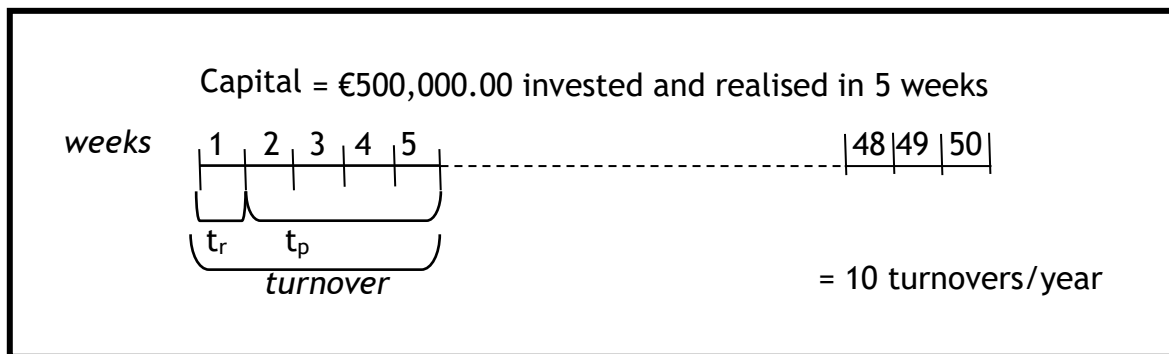 Capital = €500,000.00 invested and realised in 5 weeks
weeks 1 2 3 4 5 48 49 50
tr tp
turnover
= 10 turnovers/year